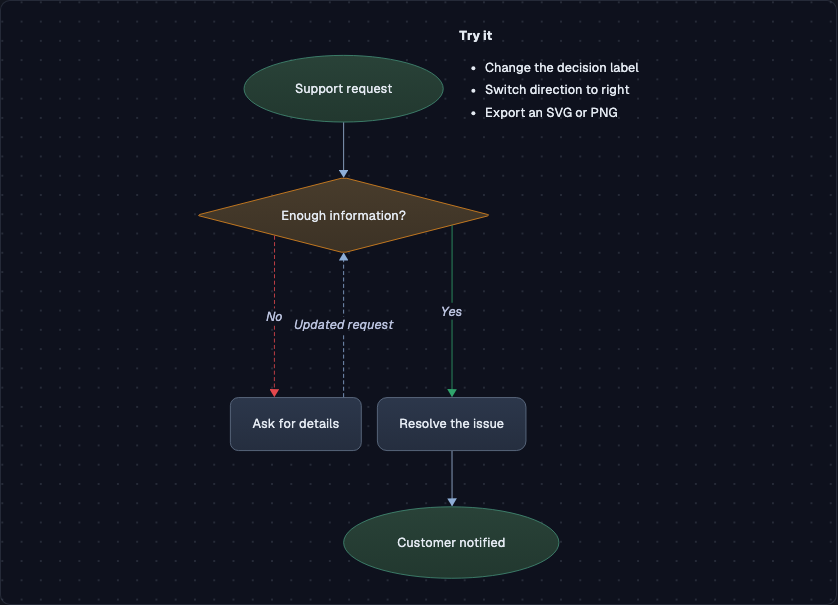 Try it
Change the decision label
Switch direction to right
Export an SVG or PNG
Support request
Enough information?
No
Updated request
Yes
Ask for details
Resolve the issue
Customer notified